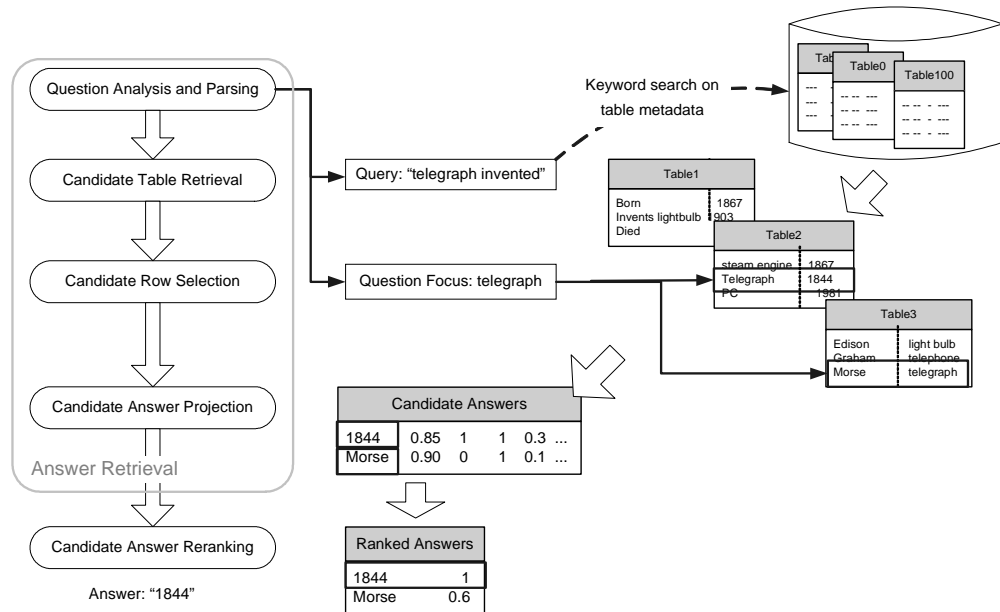 Question Analysis and Parsing
Candidate Table Retrieval
Candidate Row Selection
Candidate Answer Projection
Answer Retrieval
Candidate Answer Reranking
Answer: “1844”
Query: “telegraph invented”
Question Focus: telegraph
Keyword search on
table metadata
Table0
Table100
Table1
Born 1867
Invents lightbulb 903
Died
Table2
steam engine 1867
Telegraph 1844
PC 1981
Table3
Edison light bulb
Graham telephone
Morse telegraph
Candidate Answers
1844 0.85 1 1 0.3 ...
Morse 0.90 0 1 0.1 ...
Ranked Answers
1844 1
Morse 0.6